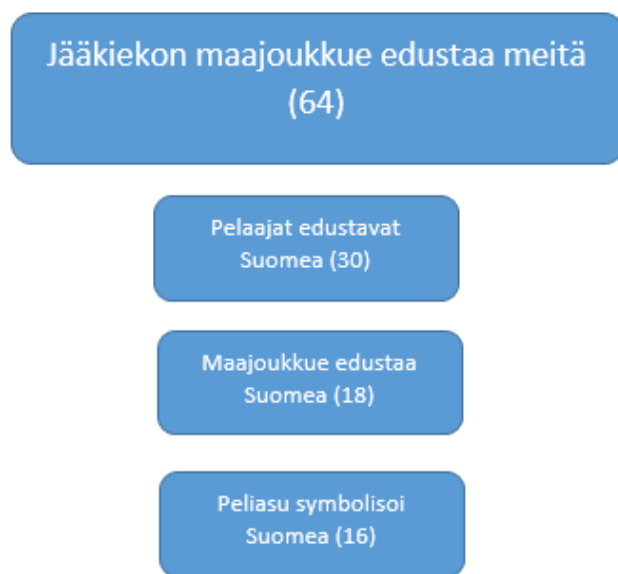 Jääkiekon maajoukkue edustaa meitä
(64)
Pelaajat edustavat
Suomea (30)
Maajoukkue edustaa
Suomea (18)
Peliasu symbolisoi
Suomea (16)